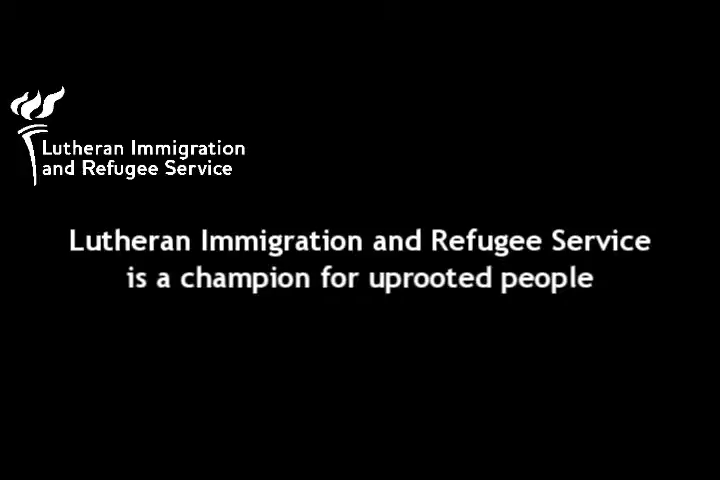 Lutheran Immigration
and Refugee Service
Lutheran Immigration and Refugee Service
is a champion for uprooted people